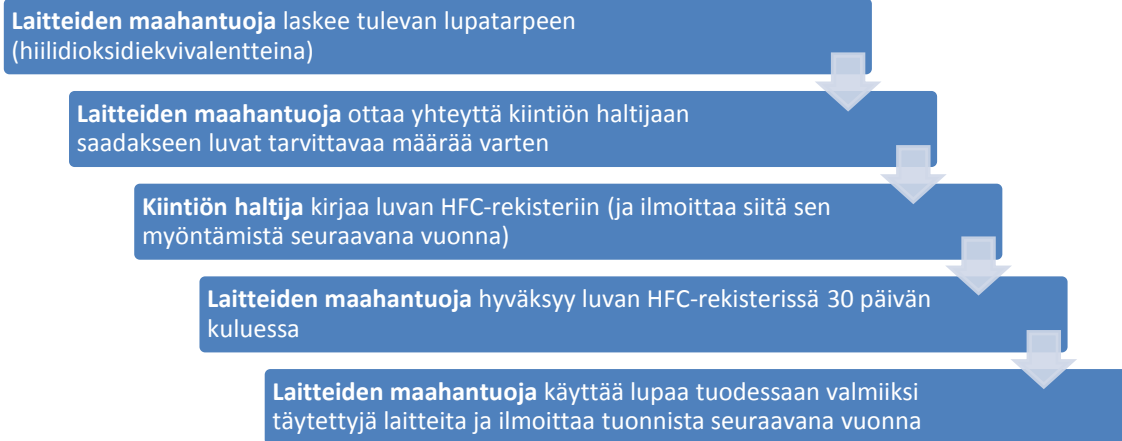 Laitteiden maahantuoja laskee tulevan lupatarpeen
(hiilidioksidiekvivalentteina)
Laitteiden maahantuoja ottaa yhteyttä kiintiön haltijaan
saadakseen luvat tarvittavaa määrää varten
Kiintiön haltija kirjaa luvan HFC-rekisteriin (ja ilmoittaa siitä sen
myöntämistä seuraavana vuonna)
Laitteiden maahantuoja hyväksyy luvan HFC-rekisterissä 30 päivän
kuluessa
Laitteiden maahantuoja käyttää lupaa tuodessaan valmiiksi
täytettyjä laitteita ja ilmoittaa tuonnista seuraavana vuonna